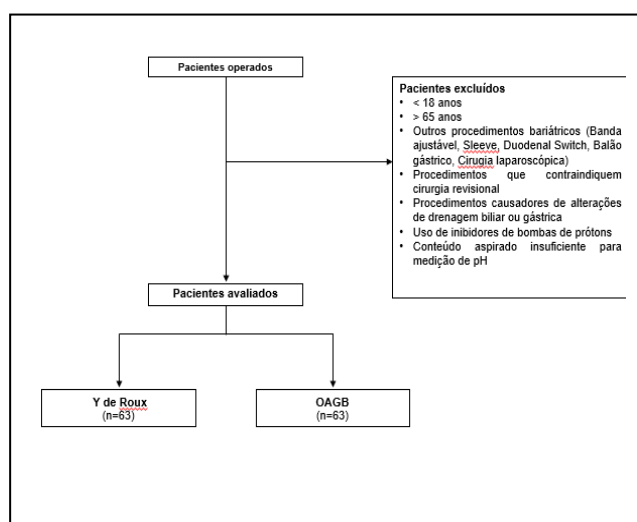 Pacientes operados
Pacientes excluídos
• < 18 anos
• > 65 anos
• Outros procedimentos bariátricos (Banda
ajustável, Sleeve, Duodenal Switch, Balão
gástrico, Cirugia laparoscópica)
• Procedimentos que contraindiquem
cirurgia revisional
• Procedimentos causadores de alterações
de drenagem biliar ou gástrica
• Uso de inibidores de bombas de prótons
• Conteúdo aspirado insuficiente para
medição de pH
Pacientes avaliados
Y de Roux
(n=63)
OAGB
(n=63)